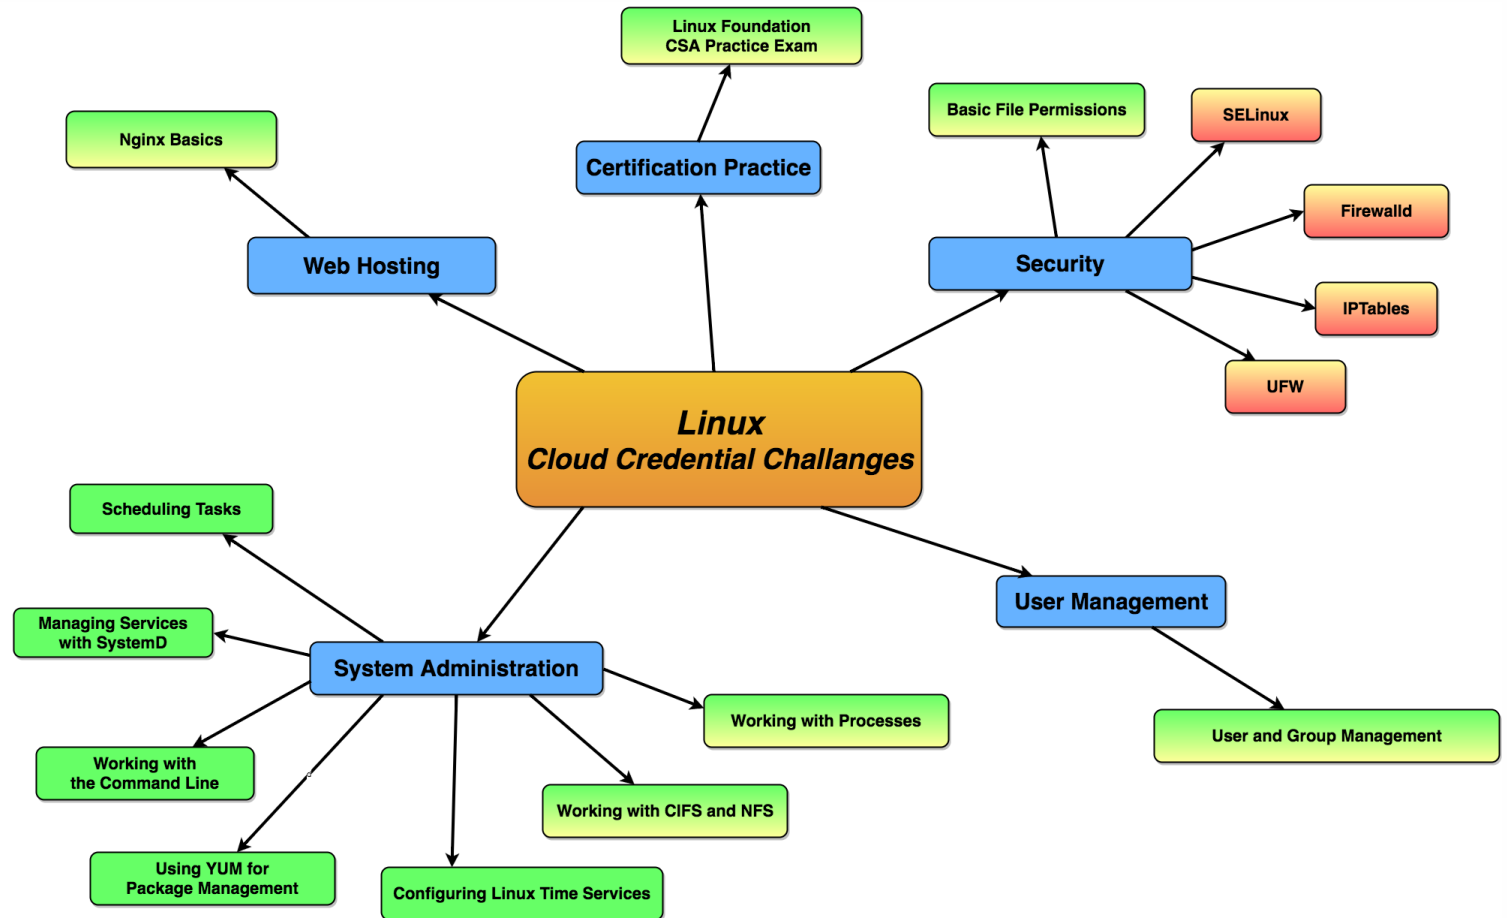 Linux Foundation
CSA Practice Exam
Basic File Permissions
SELinux
Nginx Basics
Certification Practice
Firewalld
Web Hosting
Security
IPTables
UFW
Linux
Cloud Credential Challanges
Scheduling Tasks
User Management
Managing Services
with SystemD
System Administration
Working with Processes
User and Group Management
Working with
the Command Line
Working with CIFS and NFS
Using YUM for
Package Management
Configuring Linux Time Services